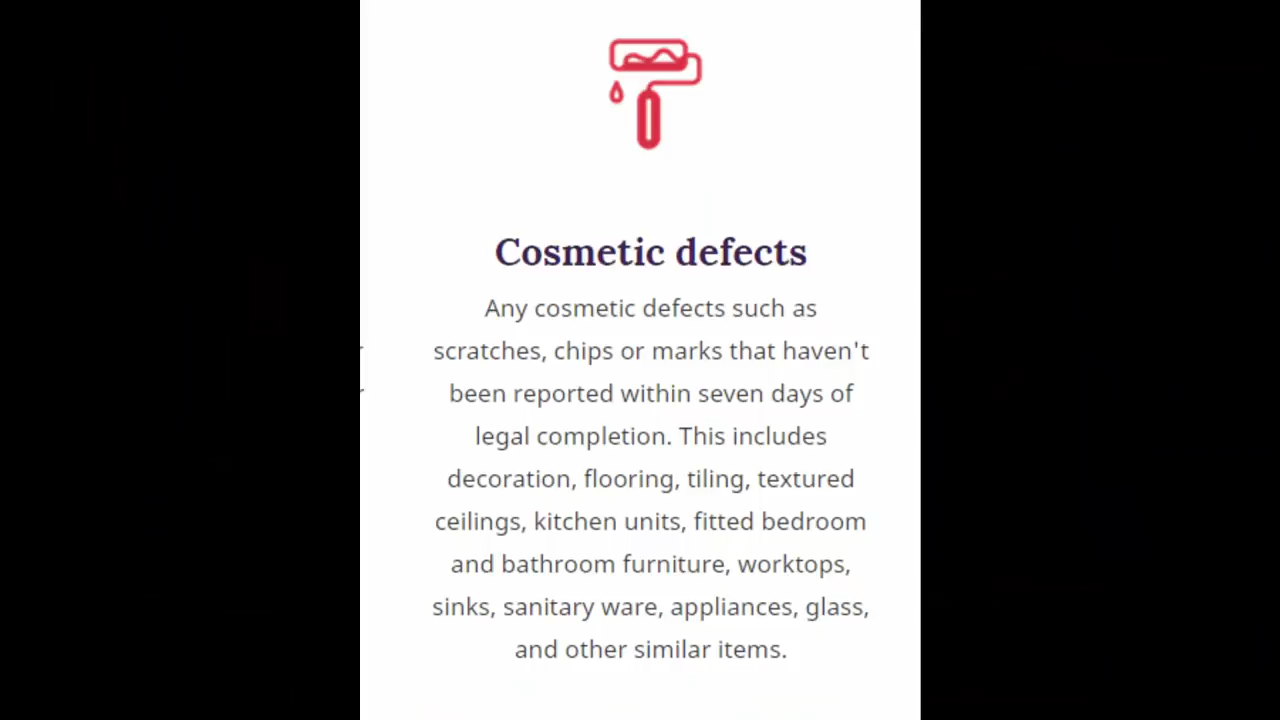 Cosmetic defects
Any cosmetic defects such as
scratches, chips or marks that haven't
been reported within seven days of
legal completion. This includes
decoration, flooring, tiling, textured
ceilings, kitchen units, fitted bedroom
and bathroom furniture, worktops,
sinks, sanitary ware, appliances, glass,
and other similar items.